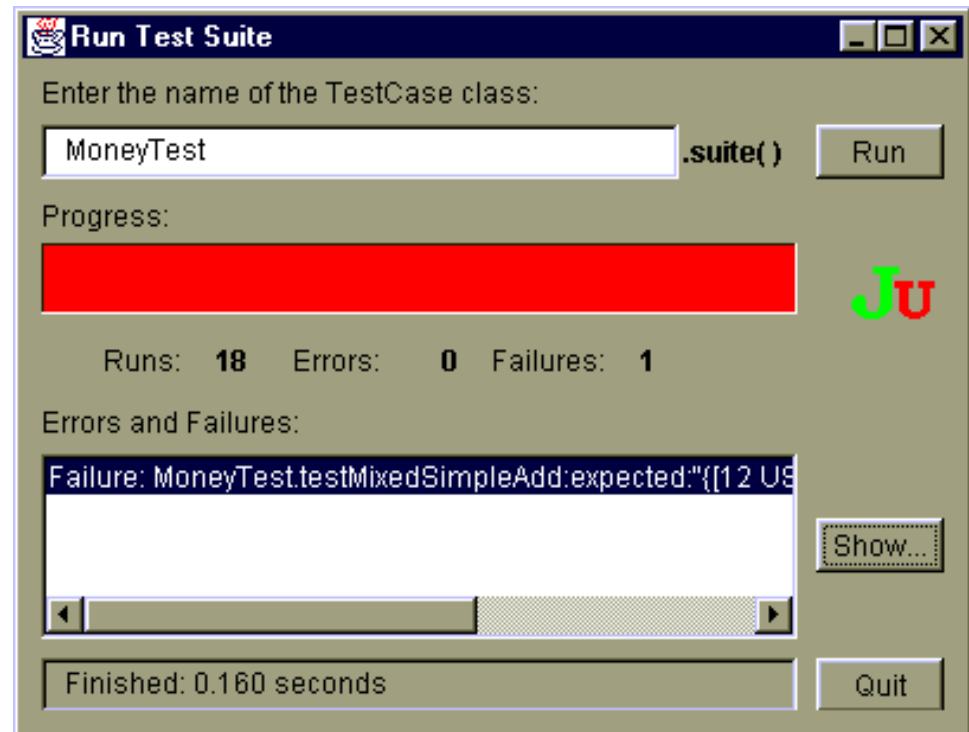 Run Test Suite
Enter the name of the TestCase class:
MoneyTest .suite( ) Run
Progress:
JU
Runs: 18 Errors: 0 Failures: 1
Errors and Failures:
Failure: MoneyTest.testMixedSimpleAdd:expected:"{[12 US
Show...
Finished: 0.160 seconds Quit